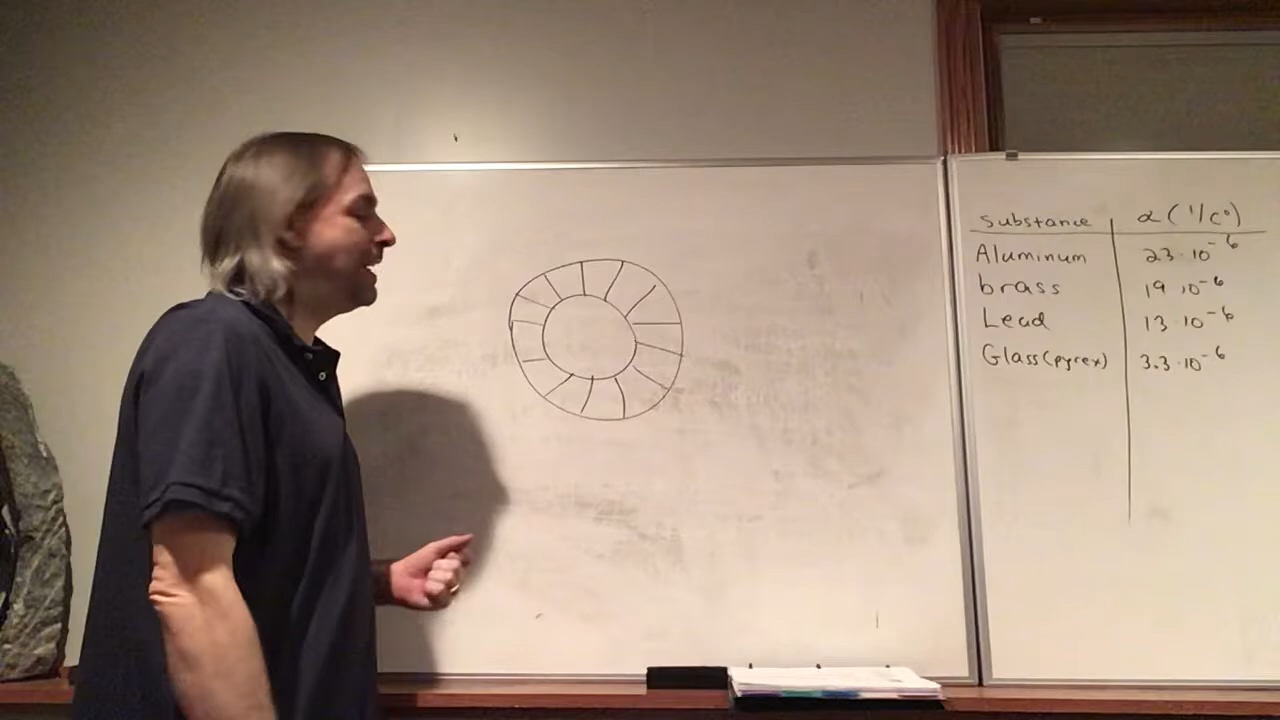 Substance α (1/C°)
Aluminum 23·10⁻⁶
brass 19·10⁻⁶
Lead 13·10⁻⁶
Glass(pyrex) 3.3·10⁻⁶